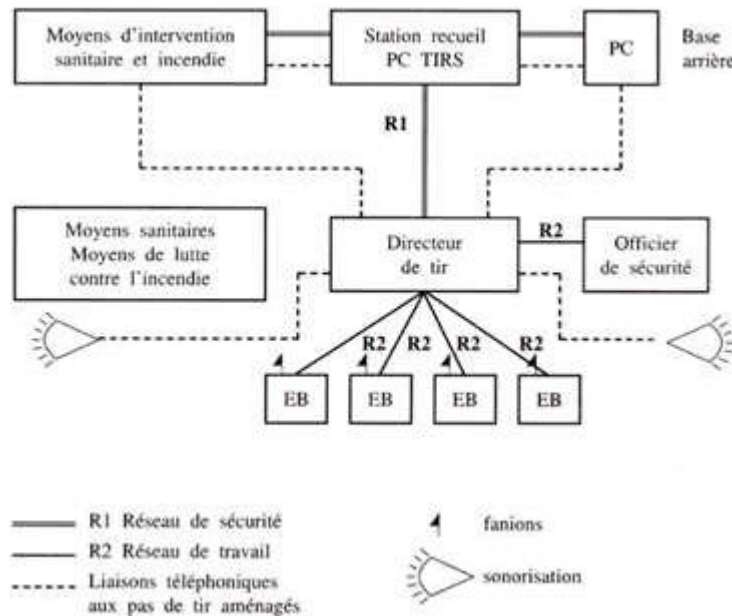 Moyens d'intervention
sanitaire et incendie
Station recueil
PC TIRS
PC
Base
arrière
R1
Moyens sanitaires
Moyens de lutte
contre l'incendie
Directeur
de tir
R2
Officier
de sécurité
R2
R2
R2
R2
EB
EB
EB
EB
R1 Réseau de sécurité
R2 Réseau de travail
Liaisons téléphoniques
aux pas de tir aménagés
fanions
sonorisation